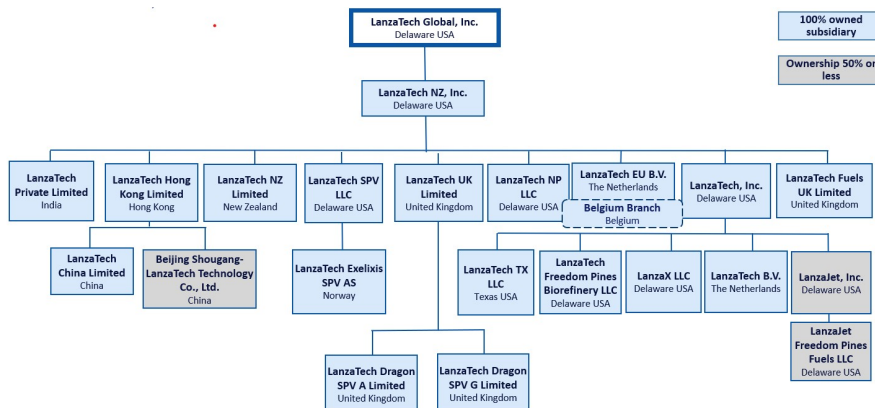 LanzaTech Global, Inc.
Delaware USA
100% owned
subsidiary
Ownership 50% or
less
LanzaTech NZ, Inc.
Delaware USA
LanzaTech
Private Limited
India
LanzaTech Hong
Kong Limited
Hong Kong
LanzaTech NZ
Limited
New Zealand
LanzaTech SPV
LLC
Delaware USA
LanzaTech UK
Limited
United Kingdom
LanzaTech NP
LLC
Delaware USA
LanzaTech EU B.V.
The Netherlands
Belgium Branch
Belgium
LanzaTech, Inc.
Delaware USA
LanzaTech Fuels
UK Limited
United Kingdom
LanzaTech
China Limited
China
Beijing Shougang-
LanzaTech Technology
Co., Ltd.
China
LanzaTech Exelixis
SPV AS
Norway
LanzaTech TX
LLC
Texas USA
LanzaTech
Freedom Pines
Biorefinery LLC
Delaware USA
LanzaX LLC
Delaware USA
LanzaTech B.V.
The Netherlands
LanzaJet, Inc.
Delaware USA
LanzaJet
Freedom Pines
Fuels LLC
Delaware USA
LanzaTech Dragon
SPV A Limited
United Kingdom
LanzaTech Dragon
SPV G Limited
United Kingdom